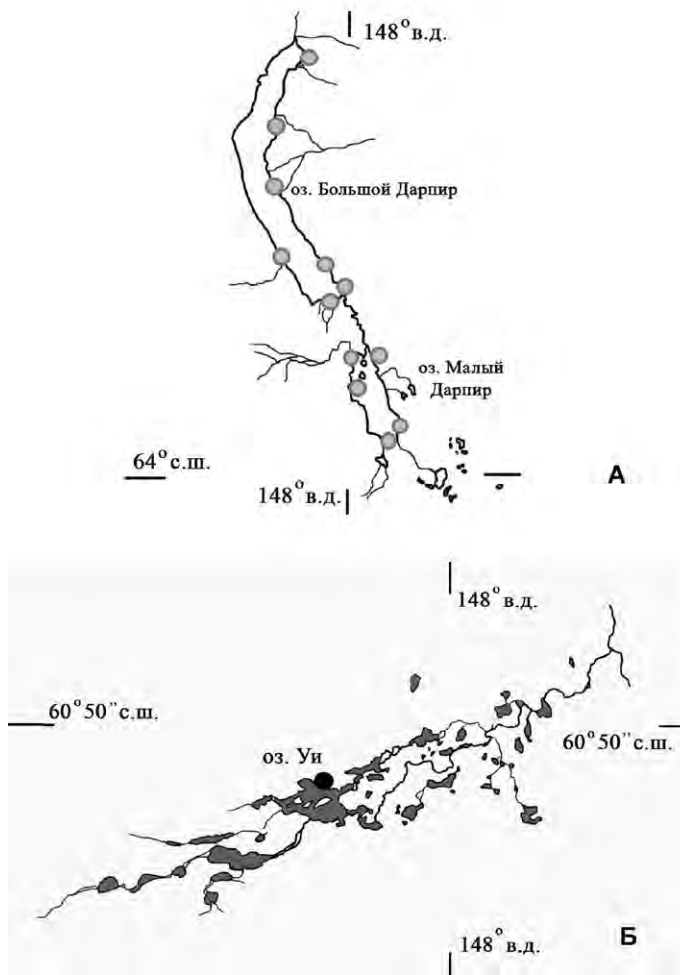 148° в.д.
оз. Большой Дарпир
оз. Малый
Дарпир
64° с.ш.
А
148° в.д.
148° в.д.
60° 50" с.ш.
60° 50" с.ш.
оз. Уи
Б
148° в.д.